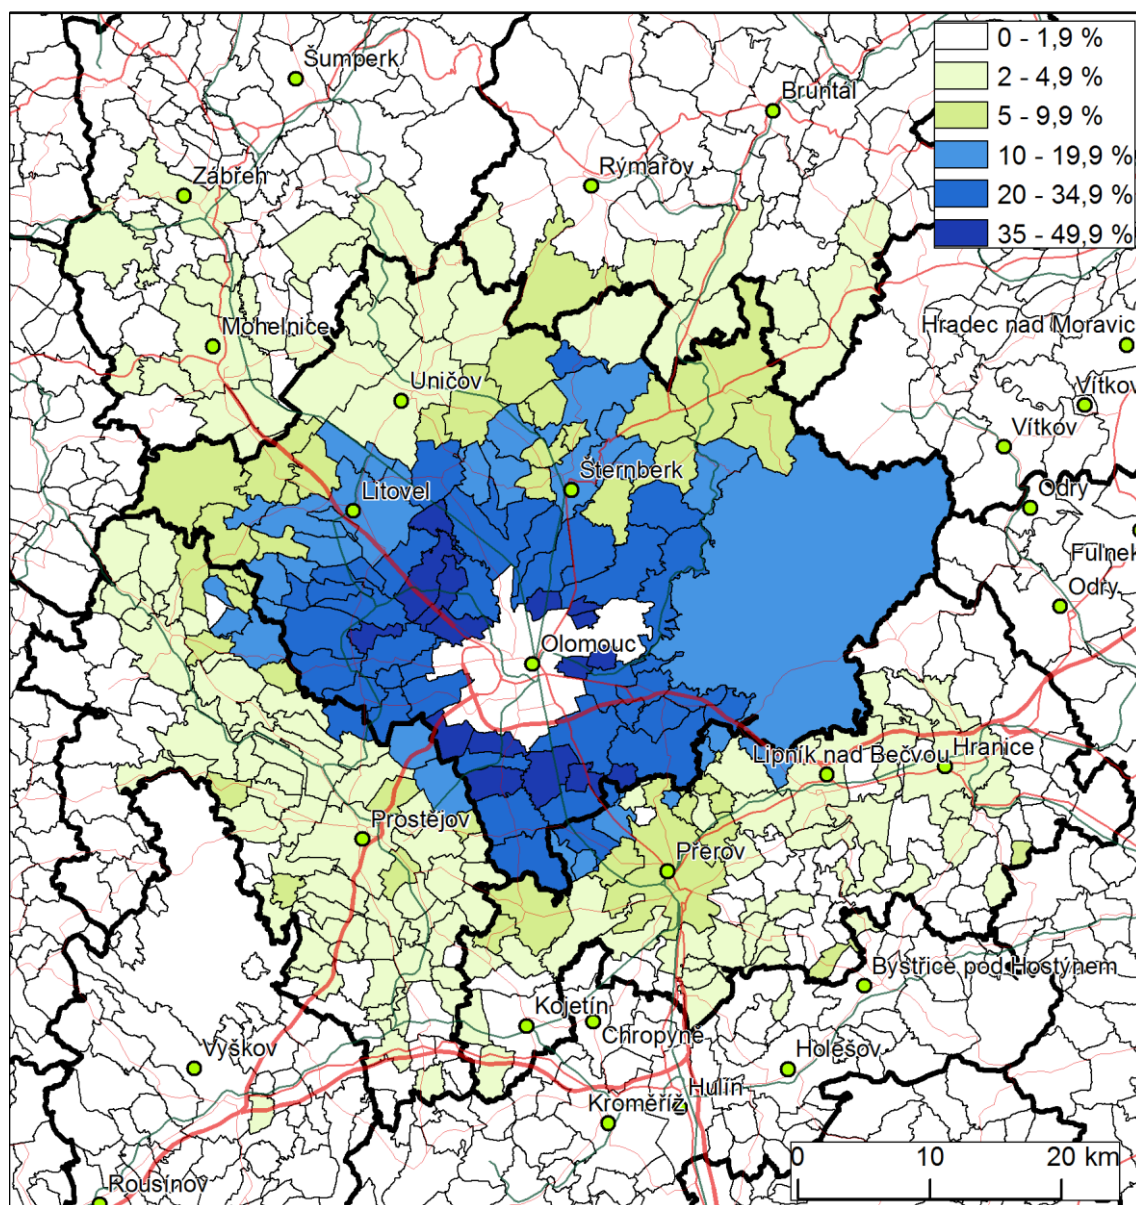 0 - 1,9 %
2 - 4,9 %
5 - 9,9 %
10 - 19,9 %
20 - 34,9 %
35 - 49,9 %
Šumperk
Bruntál
Zábřeh
Rýmařov
Mohelnice
Hradec nad Moravic
Uničov
Vítkov
Vítkov
Šternberk
Litovel
Odry
Fulnek
Odry
Olomouc
Lipník nad Bečvou
Hranice
Prostějov
Přerov
Bystřice pod Hostýnem
Kojetín
Chropyně
Vyškov
Holešov
Hulín
Kroměříž
Rousínov
0 10 20 km